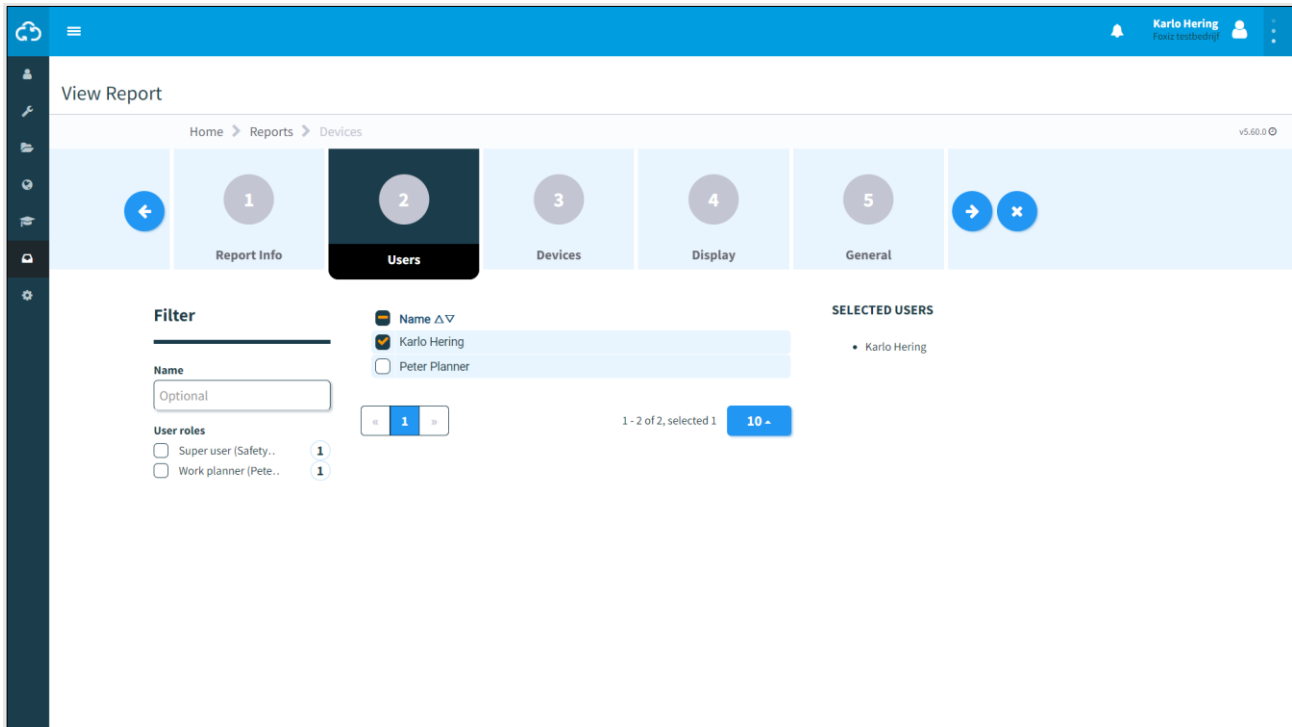 Karlo Hering
Foxiz testbedrijf
View Report
Home Reports Devices
v5.60.0
1
Report Info
2
Users
3
Devices
4
Display
5
General
Filter
Name
Optional
User roles
Super user (Safety.. 1
Work planner (Pete.. 1
Name
Karlo Hering
Peter Planner
« 1 »
1 - 2 of 2, selected 1
10
SELECTED USERS
• Karlo Hering